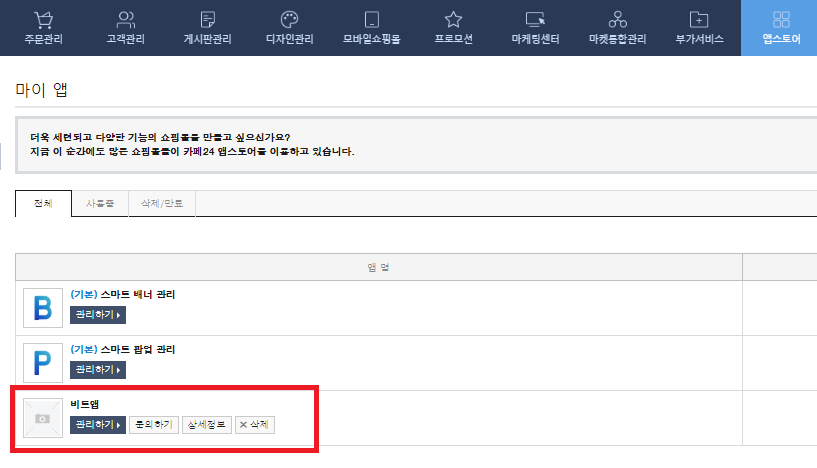 주문관리 고객관리 게시판관리 디자인관리 모바일쇼핑몰 프로모션 마케팅센터 마켓통합관리 부가서비스 앱스토어
마이 앱
더욱 세련되고 다양한 기능의 쇼핑몰을 만들고 싶으신가요?
지금 이 순간에도 많은 쇼핑몰들이 카페24 앱스토어를 이용하고 있습니다.
전체 사용중 삭제/만료
앱 명
B
(기본) 스마트 배너 관리
관리하기
P
(기본) 스마트 팝업 관리
관리하기
비트앱
관리하기 문의하기 상세정보 × 삭제